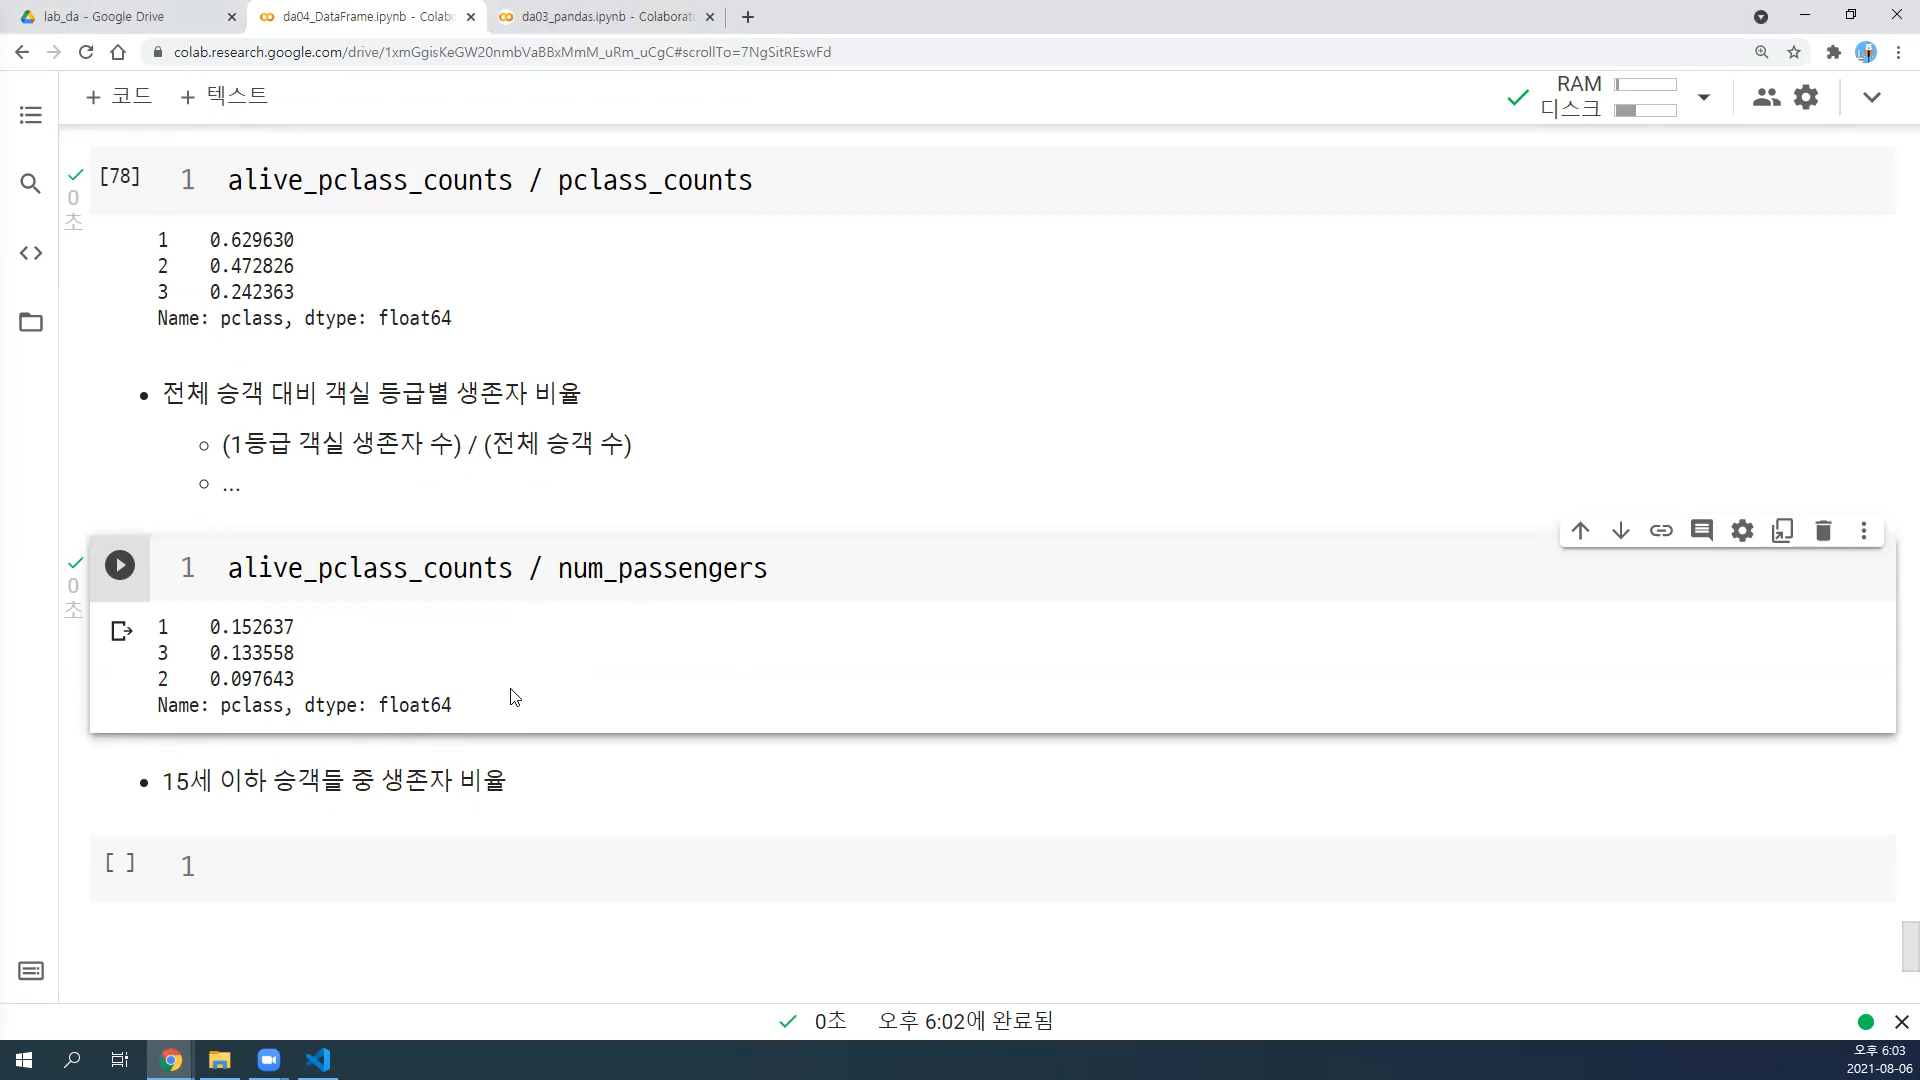 lab_da - Google Drive
da04_DataFrame.ipynb - Colab
da03_pandas.ipynb - Colaborat
colab.research.google.com/drive/1xmGgisKeGW20nmbVaBBxMmM_uRm_uCgC#scrollTo=7NgSitREswFd
+ 코드 + 텍스트
RAM
디스크
[78] 1 alive_pclass_counts / pclass_counts
0
초
1 0.629630
2 0.472826
3 0.242363
Name: pclass, dtype: float64
전체 승객 대비 객실 등급별 생존자 비율
(1등급 객실 생존자 수) / (전체 승객 수)
...
1 alive_pclass_counts / num_passengers
0
초
1 0.152637
3 0.133558
2 0.097643
Name: pclass, dtype: float64
15세 이하 승객들 중 생존자 비율
[ ] 1
0초 오후 6:02에 완료됨
오후 6:03
2021-08-06